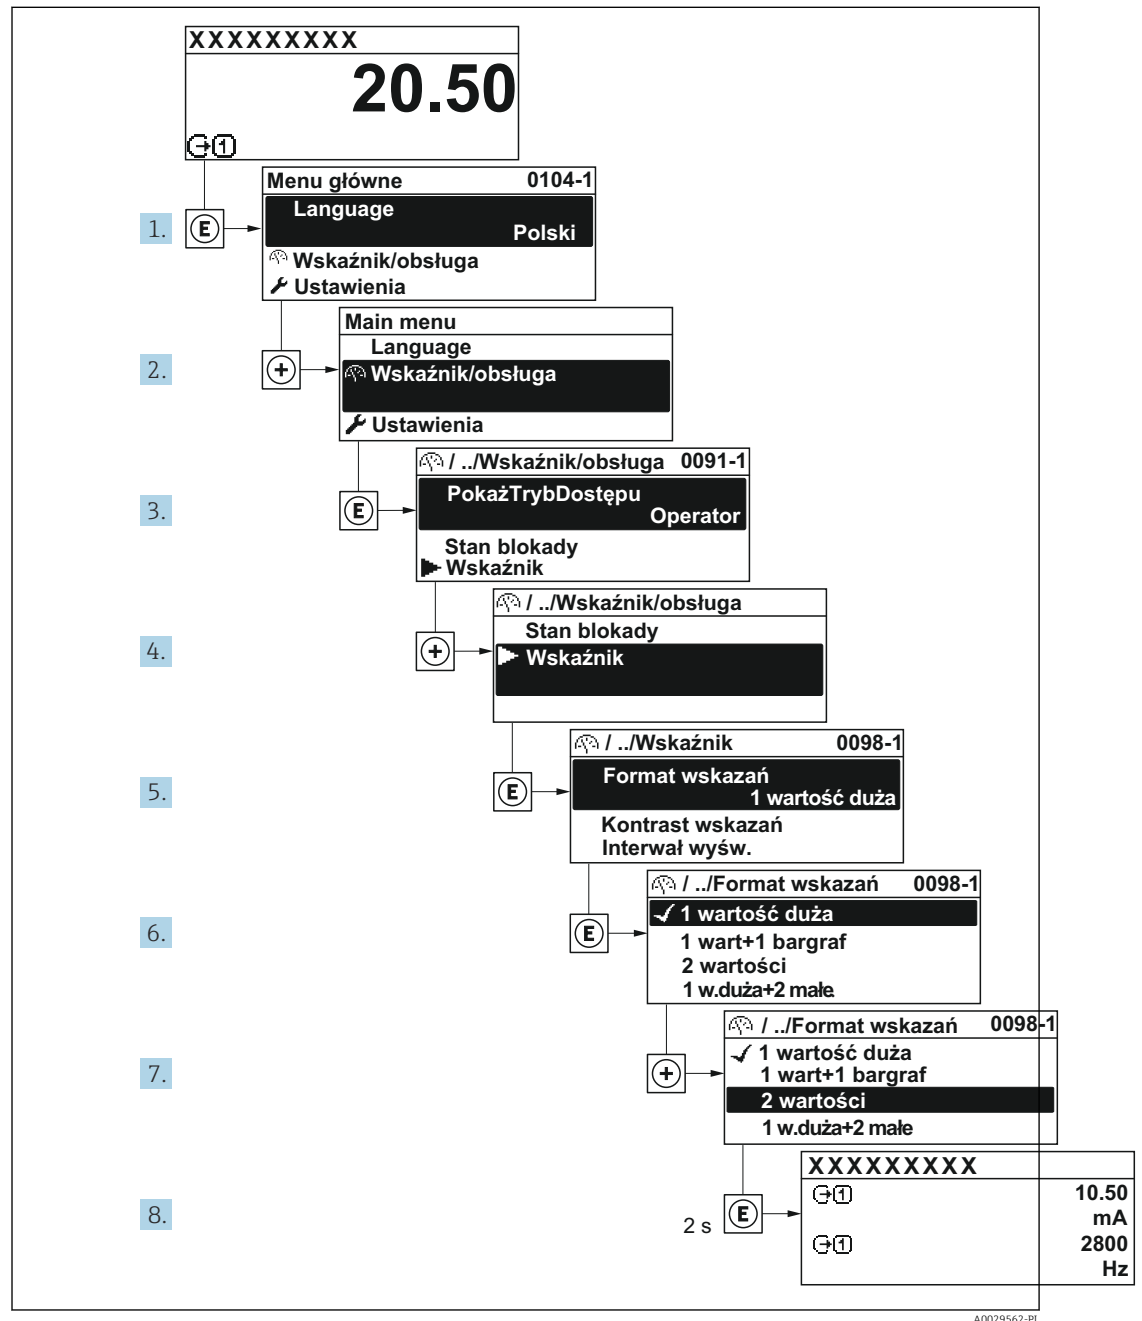 XXXXXXXXX
20.50
1
Menu główne 0104-1
Language
Polski
1. E
Wskaźnik/obsługa
Ustawienia
Main menu
Language
2. + Wskaźnik/obsługa
Ustawienia
/ ../Wskaźnik/obsługa 0091-1
PokażTrybDostępu
3. E Operator
Stan blokady
Wskaźnik
/ ../Wskaźnik/obsługa
Stan blokady
4. + Wskaźnik
/ ../Wskaźnik 0098-1
Format wskazań
5. E 1 wartość duża
Kontrast wskazań
Interwał wyśw.
/ ../Format wskazań 0098-1
1 wartość duża
6. E 1 wart+1 bargraf
2 wartości
1 w.duża+2 małe
/ ../Format wskazań 0098-1
1 wartość duża
7. + 1 wart+1 bargraf
2 wartości
1 w.duża+2 małe
XXXXXXXXX
1 10.50
8. 2 s E mA
1 2800
Hz
A0029562-PL